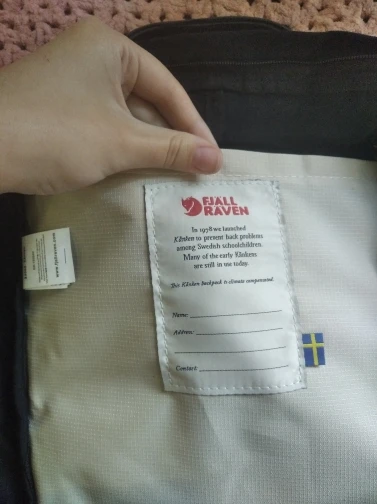 FJÄLL
RÄVEN
In 1978 we launched
Kånken to prevent back problems
among Swedish schoolchildren.
Many of the early Kånkens
are still in use today.
This Kånken backpack is climate compensated.
Name:
Address:
Contact: